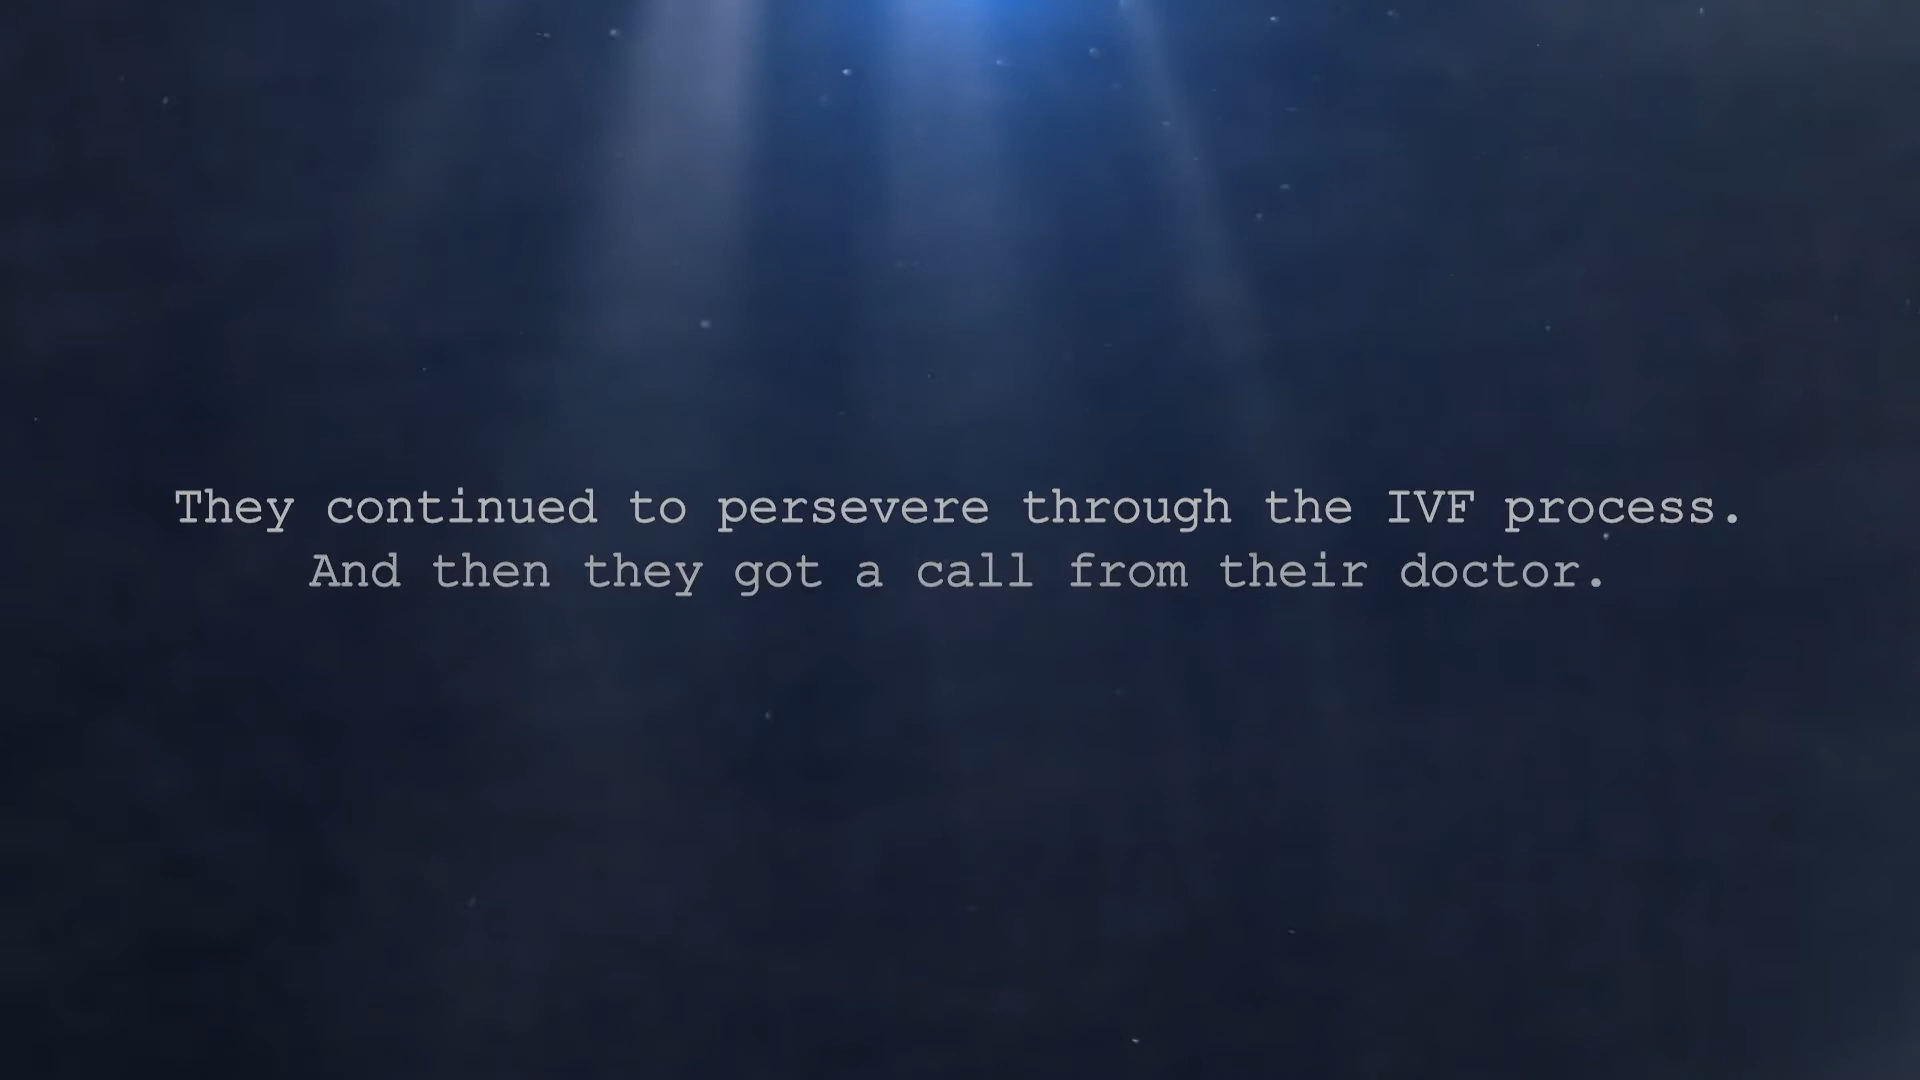 They continued to persevere through the IVF process.
And then they got a call from their doctor.